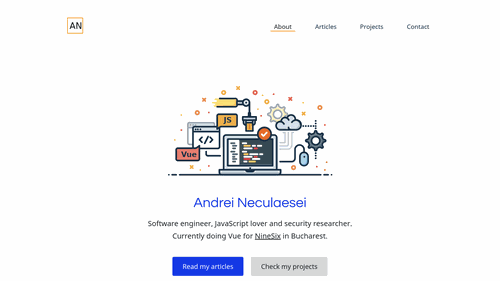 AN
About
Articles
Projects
Contact
JS
</>
Vue
Andrei Neculaesei
Software engineer, JavaScript lover and security researcher.
Currently doing Vue for NineSix in Bucharest.
Read my articles
Check my projects